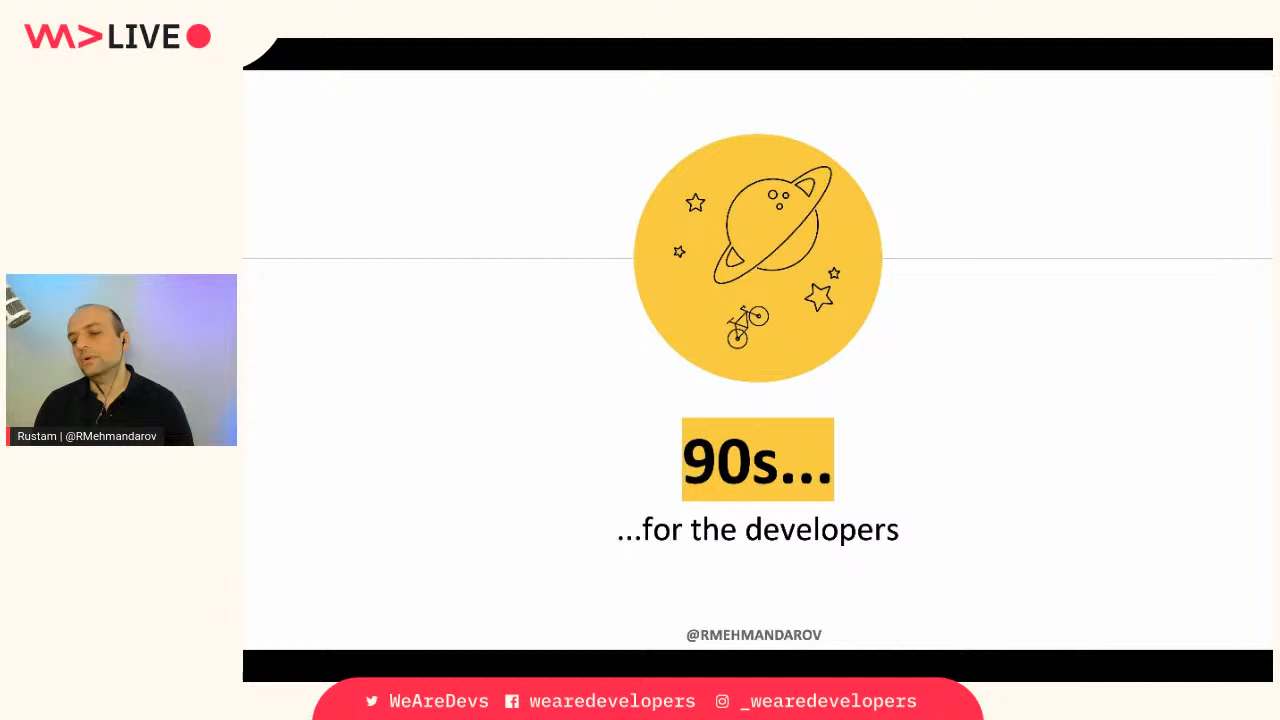 LIVE
90s...
...for the developers
@RMEHMANDAROV
Rustam | @RMehmandarov
WeAreDevs wearedevelopers _wearedevelopers